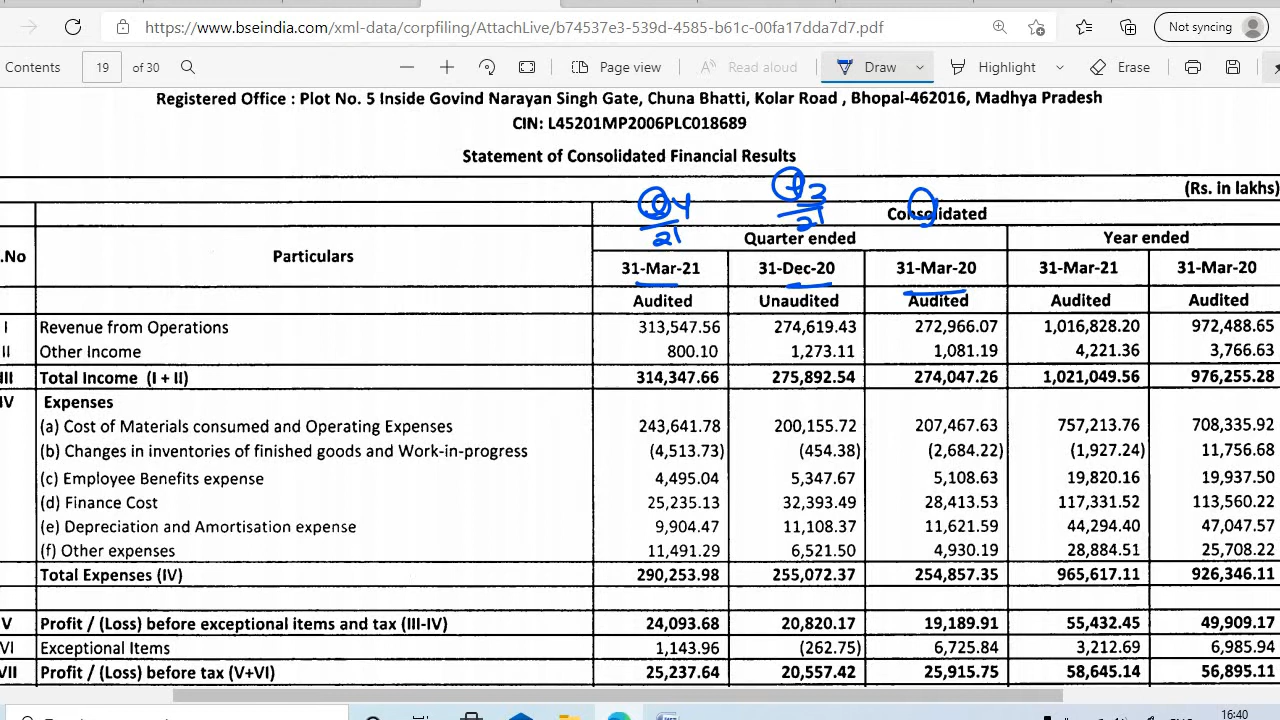 https://www.bseindia.com/xml-data/corpfiling/AttachLive/b74537e3-539d-4585-b61c-00fa17dda7d7.pdf Not syncing
Contents 19 of 30 Page view Read aloud Draw Highlight Erase
Registered Office : Plot No. 5 Inside Govind Narayan Singh Gate, Chuna Bhatti, Kolar Road , Bhopal-462016, Madhya Pradesh
CIN: L45201MP2006PLC018689
Statement of Consolidated Financial Results
(Rs. in lakhs)
Q4/21 3/21
Consolidated
.No Particulars Quarter ended Year ended
31-Mar-21 31-Dec-20 31-Mar-20 31-Mar-21 31-Mar-20
Audited Unaudited Audited Audited Audited
I Revenue from Operations 313,547.56 274,619.43 272,966.07 1,016,828.20 972,488.65
II Other Income 800.10 1,273.11 1,081.19 4,221.36 3,766.63
III Total Income (I + II) 314,347.66 275,892.54 274,047.26 1,021,049.56 976,255.28
IV Expenses
(a) Cost of Materials consumed and Operating Expenses 243,641.78 200,155.72 207,467.63 757,213.76 708,335.92
(b) Changes in inventories of finished goods and Work-in-progress (4,513.73) (454.38) (2,684.22) (1,927.24) 11,756.68
(c) Employee Benefits expense 4,495.04 5,347.67 5,108.63 19,820.16 19,937.50
(d) Finance Cost 25,235.13 32,393.49 28,413.53 117,331.52 113,560.22
(e) Depreciation and Amortisation expense 9,904.47 11,108.37 11,621.59 44,294.40 47,047.57
(f) Other expenses 11,491.29 6,521.50 4,930.19 28,884.51 25,708.22
Total Expenses (IV) 290,253.98 255,072.37 254,857.35 965,617.11 926,346.11
V Profit / (Loss) before exceptional items and tax (III-IV) 24,093.68 20,820.17 19,189.91 55,432.45 49,909.17
VI Exceptional Items 1,143.96 (262.75) 6,725.84 3,212.69 6,985.94
VII Profit / (Loss) before tax (V+VI) 25,237.64 20,557.42 25,915.75 58,645.14 56,895.11
16:40